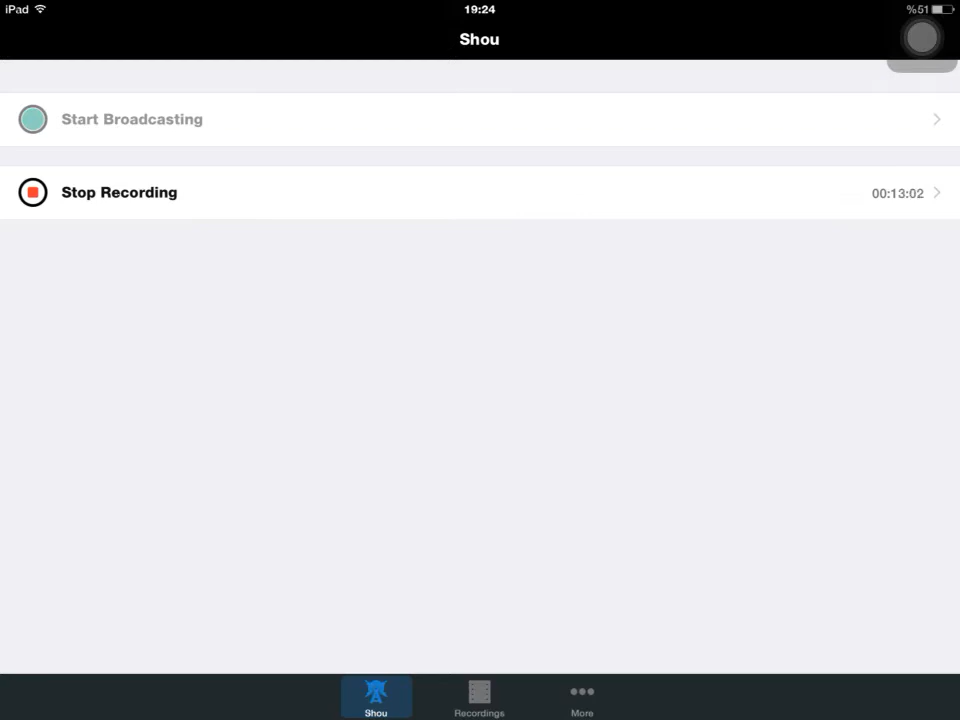 iPad
19:24
%51
Shou
Start Broadcasting
Stop Recording
00:13:02
Shou
Recordings
More